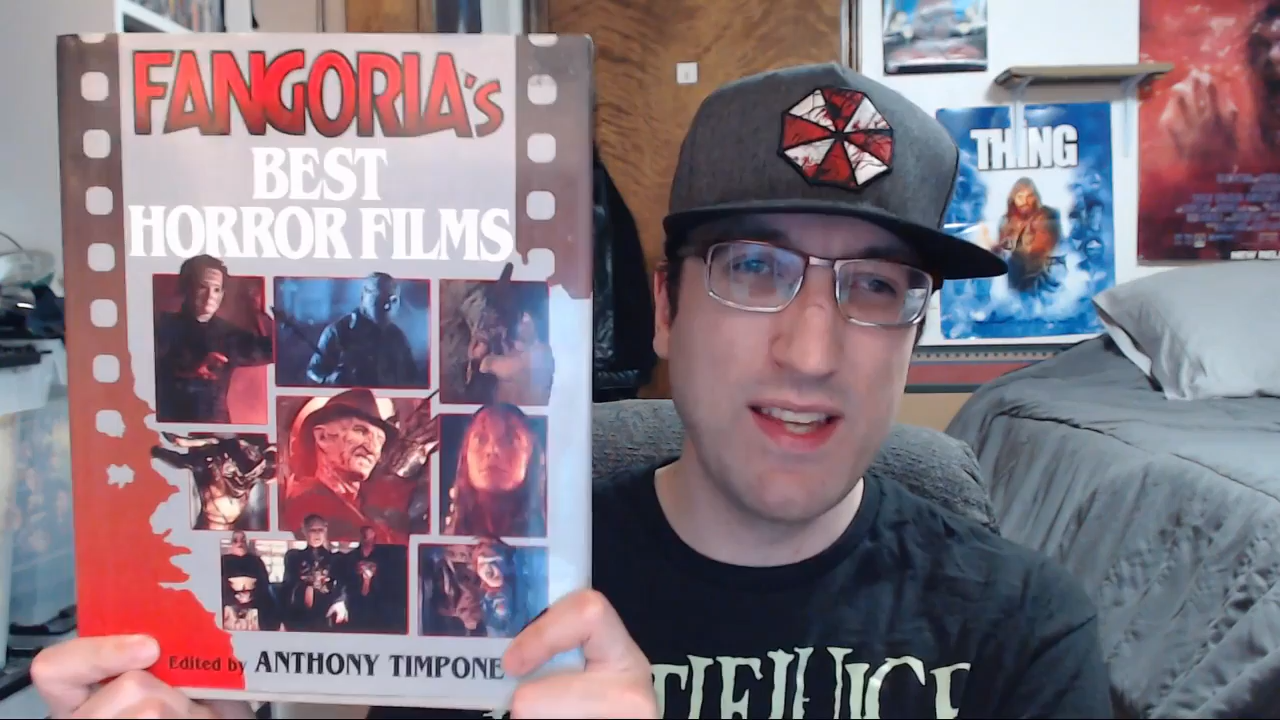 FANGORIA's
BEST
HORROR FILMS
Edited by ANTHONY TIMPONE
THING